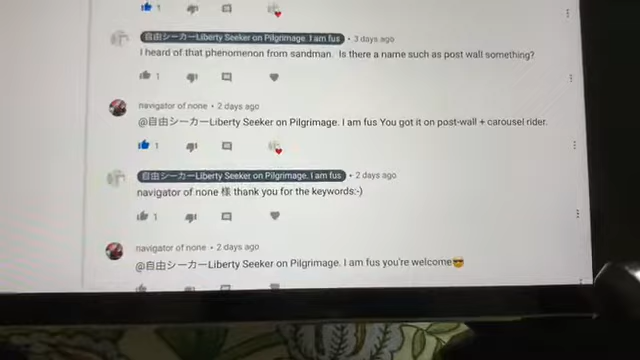 1
自由シーカーLiberty Seeker on Pilgrimage. I am fus • 3 days ago
I heard of that phenomenon from sandman. Is there a name such as post wall something?
1
navigator of none • 2 days ago
@自由シーカーLiberty Seeker on Pilgrimage. I am fus You got it on post-wall + carousel rider.
1
自由シーカーLiberty Seeker on Pilgrimage. I am fus • 2 days ago
navigator of none 様 thank you for the keywords:-)
1
navigator of none • 2 days ago
@自由シーカーLiberty Seeker on Pilgrimage. I am fus you're welcome😎